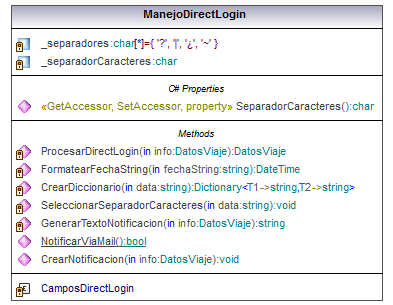 ManejoDirectLogin
_separadores:char[*]={ '?', '|', '¿', '~' }
_separadorCaracteres:char
C# Properties
«GetAccessor, SetAccessor, property» SeparadorCaracteres():char
Methods
ProcesarDirectLogin(in info:DatosViaje):DatosViaje
FormatearFechaString(in fechaString:string):DateTime
CrearDiccionario(in data:string):Dictionary<T1->string,T2->string>
SeleccionarSeparadorCaracteres(in data:string):void
GenerarTextoNotificacion(in info:DatosViaje):string
NotificarViaMail():bool
CrearNotificacion(in info:DatosViaje):void
CamposDirectLogin